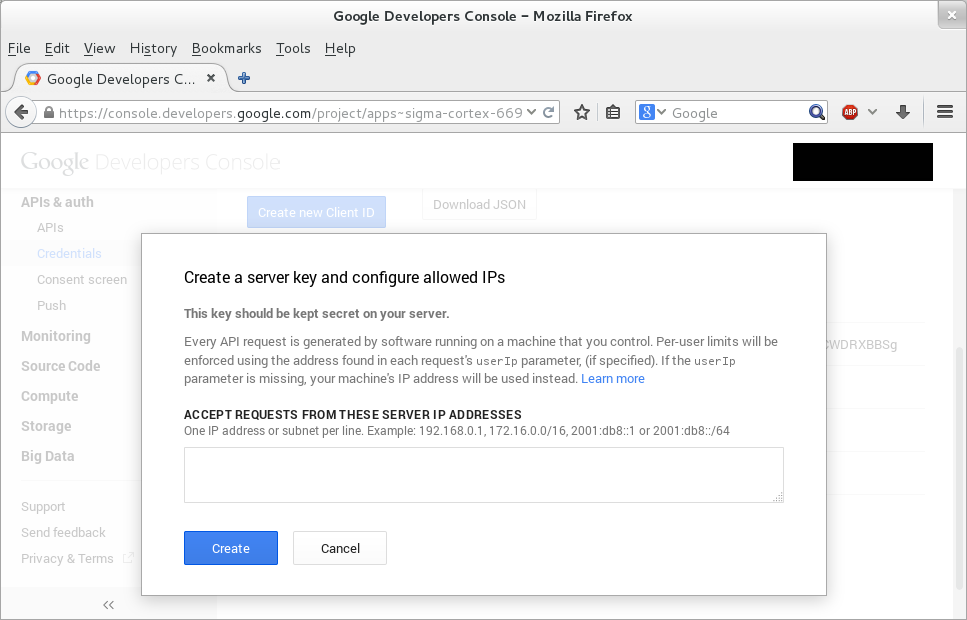 Google Developers Console – Mozilla Firefox
File Edit View History Bookmarks Tools Help
Google Developers C...
https://console.developers.google.com/project/apps~sigma-cortex-669
Google
ABP
Google Developers Console
APIs & auth
APIs
Credentials
Consent screen
Push
Monitoring
Source Code
Compute
Storage
Big Data
Support
Send feedback
Privacy & Terms
Create new Client ID
Download JSON
WDRXBBSg
Create a server key and configure allowed IPs
This key should be kept secret on your server.
Every API request is generated by software running on a machine that you control. Per-user limits will be
enforced using the address found in each request's userIp parameter, (if specified). If the userIp
parameter is missing, your machine's IP address will be used instead. Learn more
ACCEPT REQUESTS FROM THESE SERVER IP ADDRESSES
One IP address or subnet per line. Example: 192.168.0.1, 172.16.0.0/16, 2001:db8::1 or 2001:db8::/64
Create
Cancel